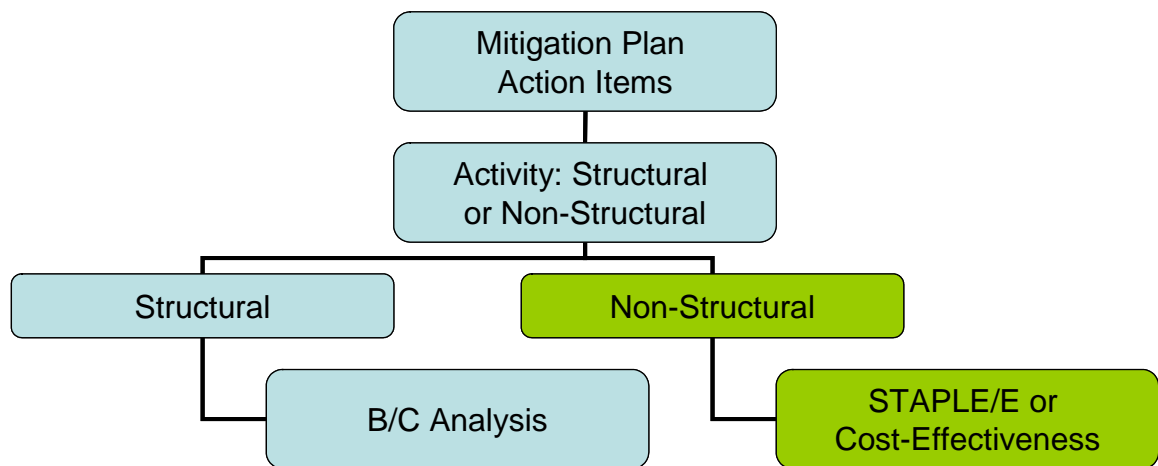 Mitigation Plan
Action Items
Activity: Structural
or Non-Structural
Structural
Non-Structural
B/C Analysis
STAPLE/E or
Cost-Effectiveness